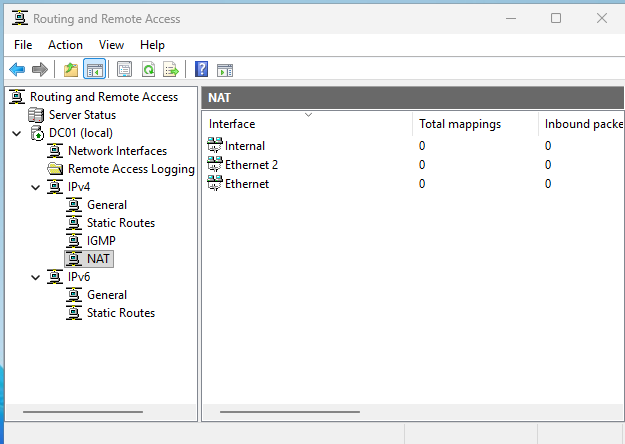 Routing and Remote Access
File Action View Help
Routing and Remote Access
Server Status
DC01 (local)
Network Interfaces
Remote Access Logging
IPv4
General
Static Routes
IGMP
NAT
IPv6
General
Static Routes
NAT
Interface Total mappings Inbound packe
Internal 0 0
Ethernet 2 0 0
Ethernet 0 0